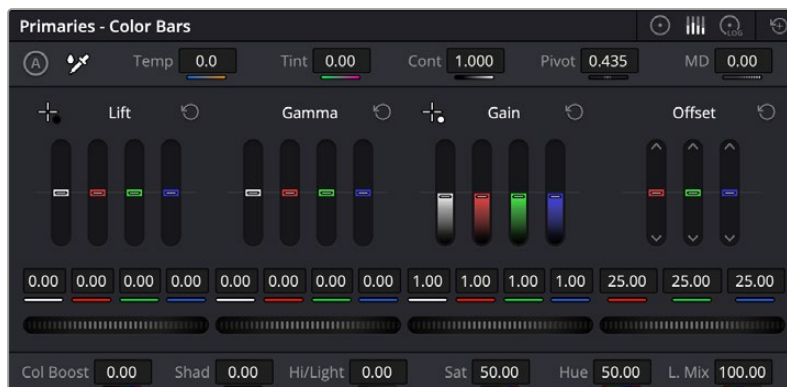 Primaries - Color Bars
LOG
A Temp 0.0 Tint 0.00 Cont 1.000 Pivot 0.435 MD 0.00
Lift Gamma Gain Offset
0.00 0.00 0.00 0.00 0.00 0.00 0.00 0.00 1.00 1.00 1.00 1.00 25.00 25.00 25.00
Col Boost 0.00 Shad 0.00 Hi/Light 0.00 Sat 50.00 Hue 50.00 L. Mix 100.00